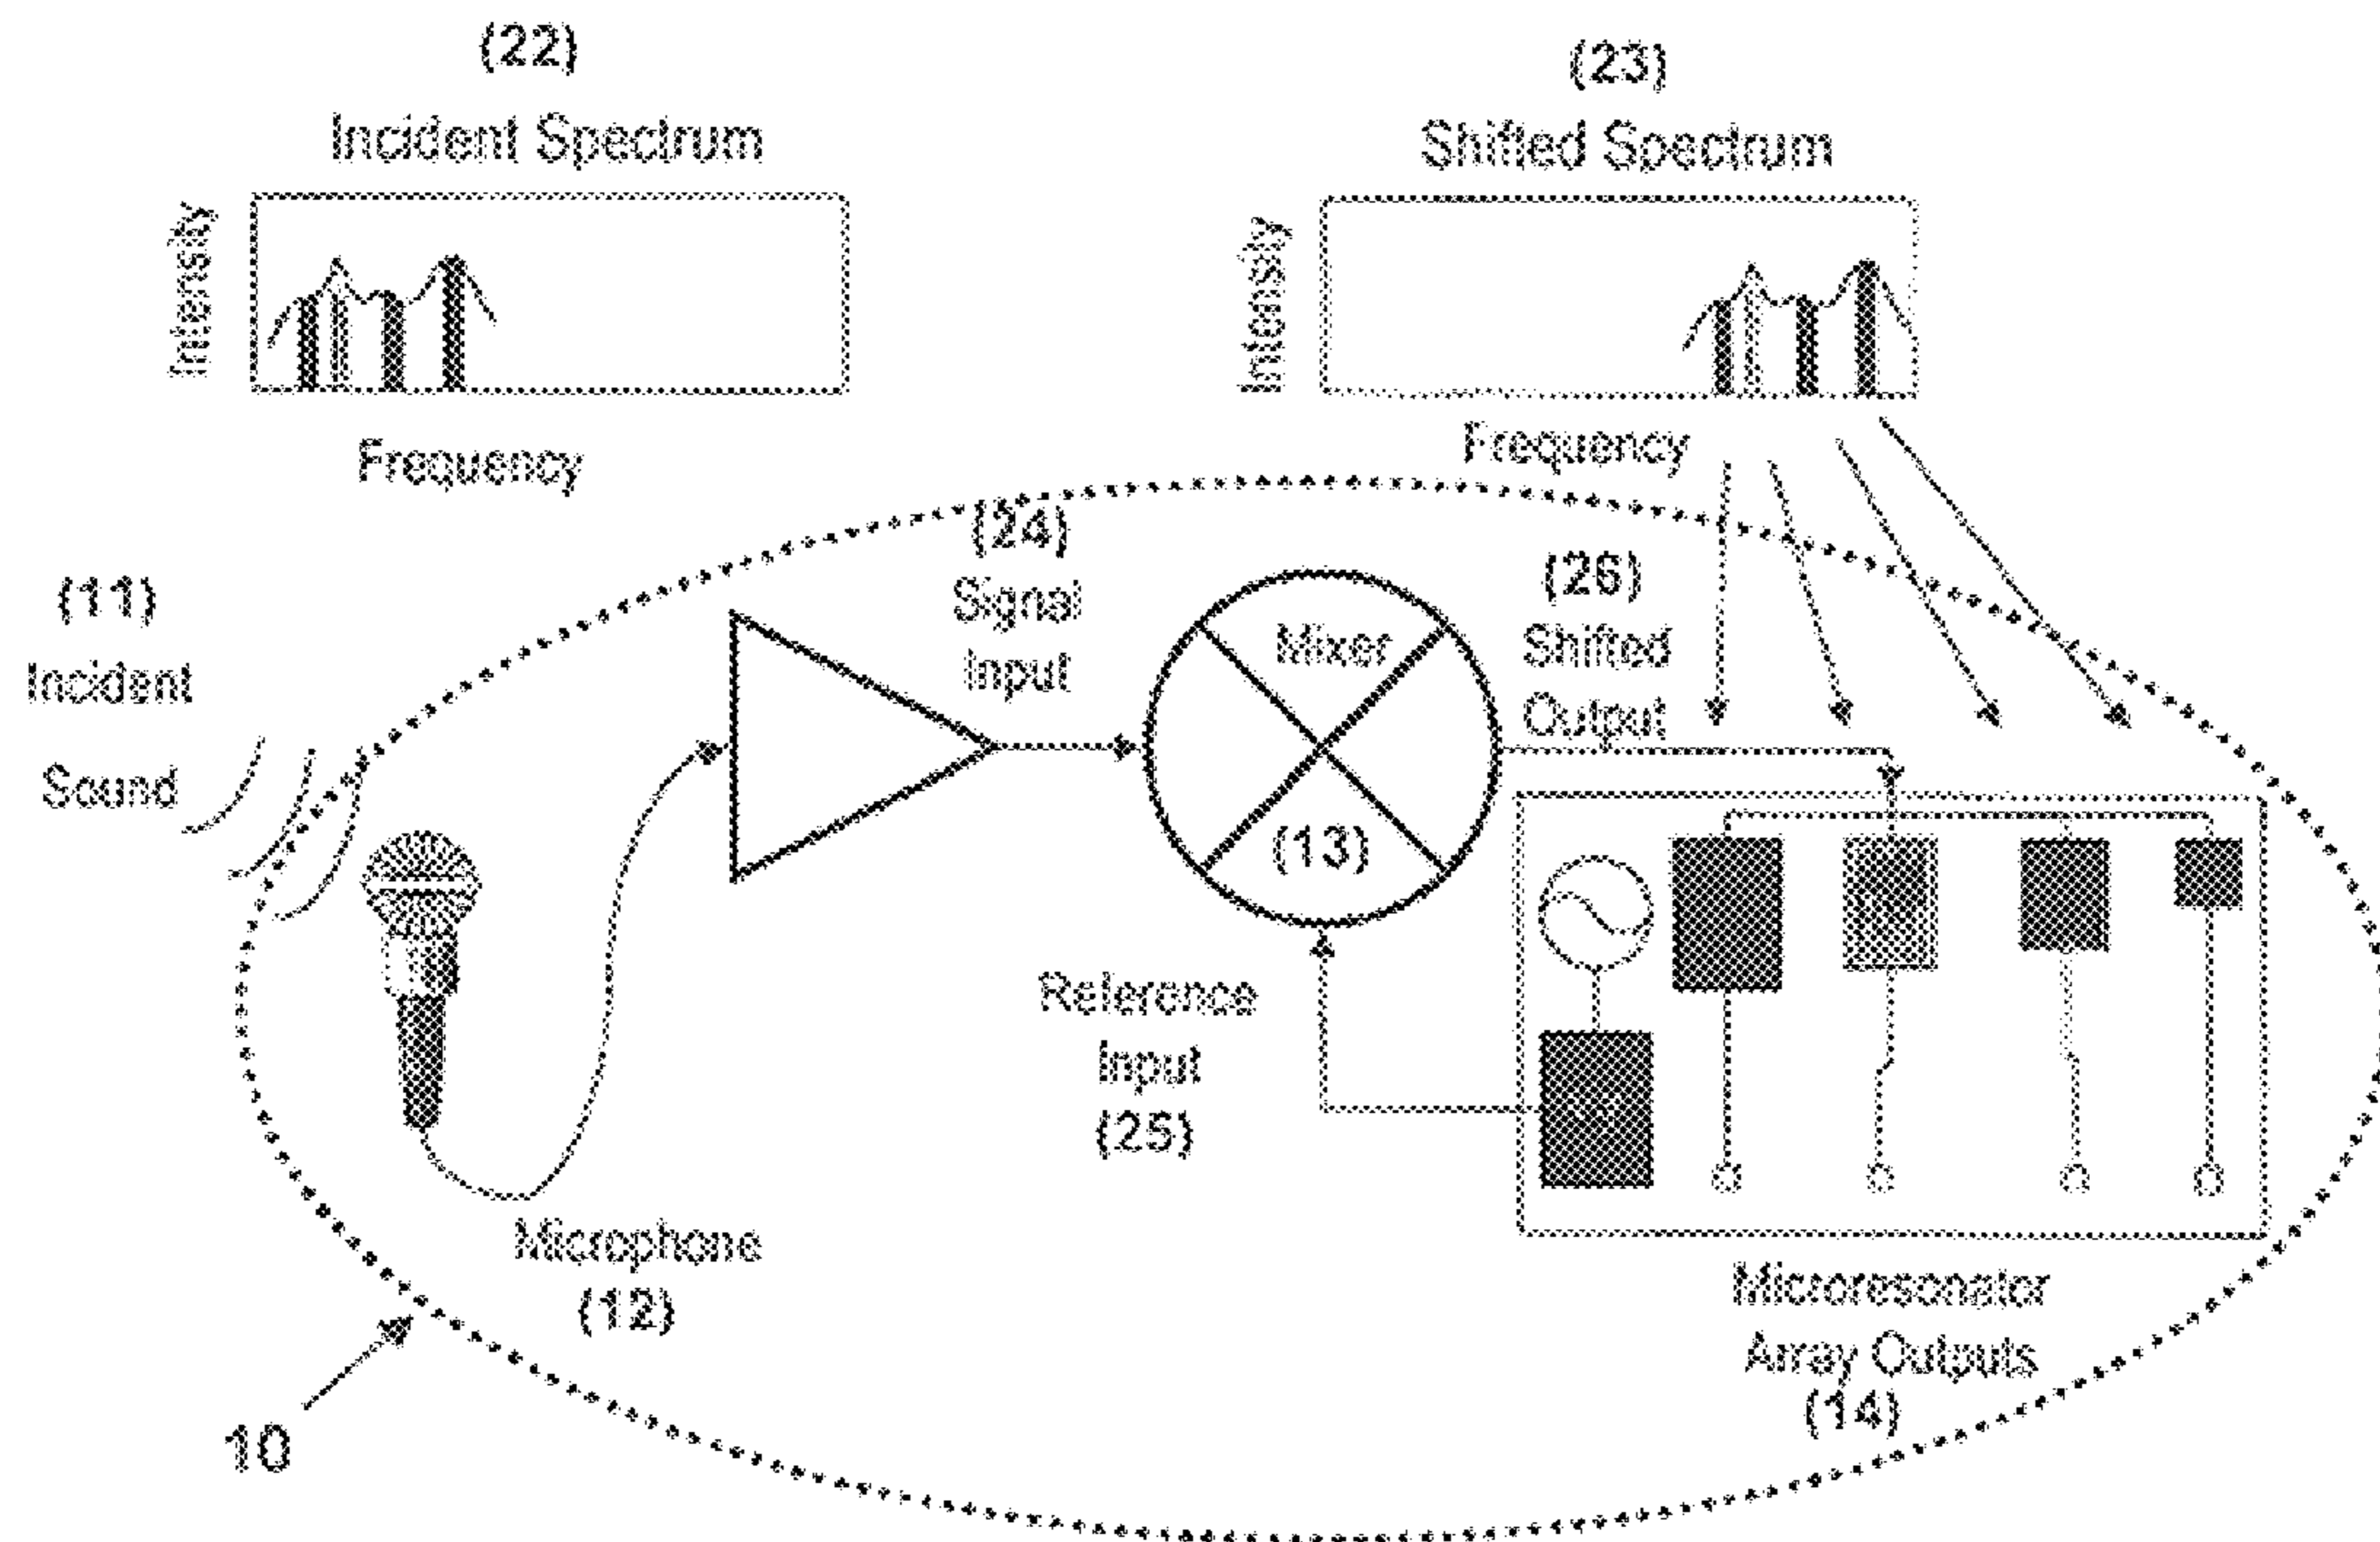 (22)
Incident Spectrum
Intensity
Frequency
(23)
Shifted Spectrum
Intensity
Frequency
(11)
Incident
Sound
(24)
Signal
Input
Mixer
(13)
(26)
Shifted
Output
Reference
Input
(25)
Microphone
(12)
Microresonator
Array Outputs
(14)
10